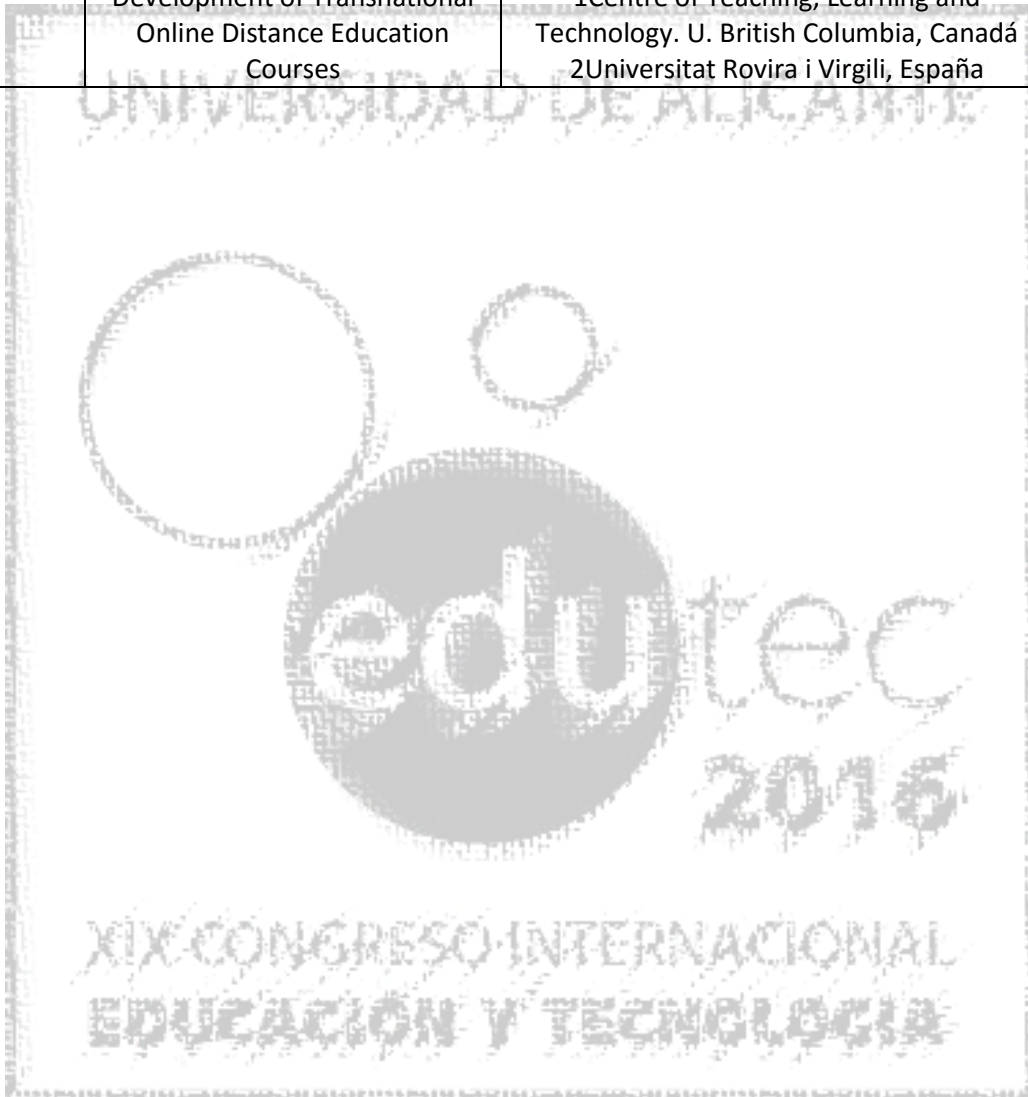 Development of Transnational
Online Distance Education
Courses
1Centre of Teaching, Learning and
Technology. U. British Columbia, Canadá
2Universitat Rovira i Virgili, España
UNIVERSIDAD DE ALICANTE
edutec
2016
XIX CONGRESO INTERNACIONAL
EDUCACIÓN Y TECNOLOGIA